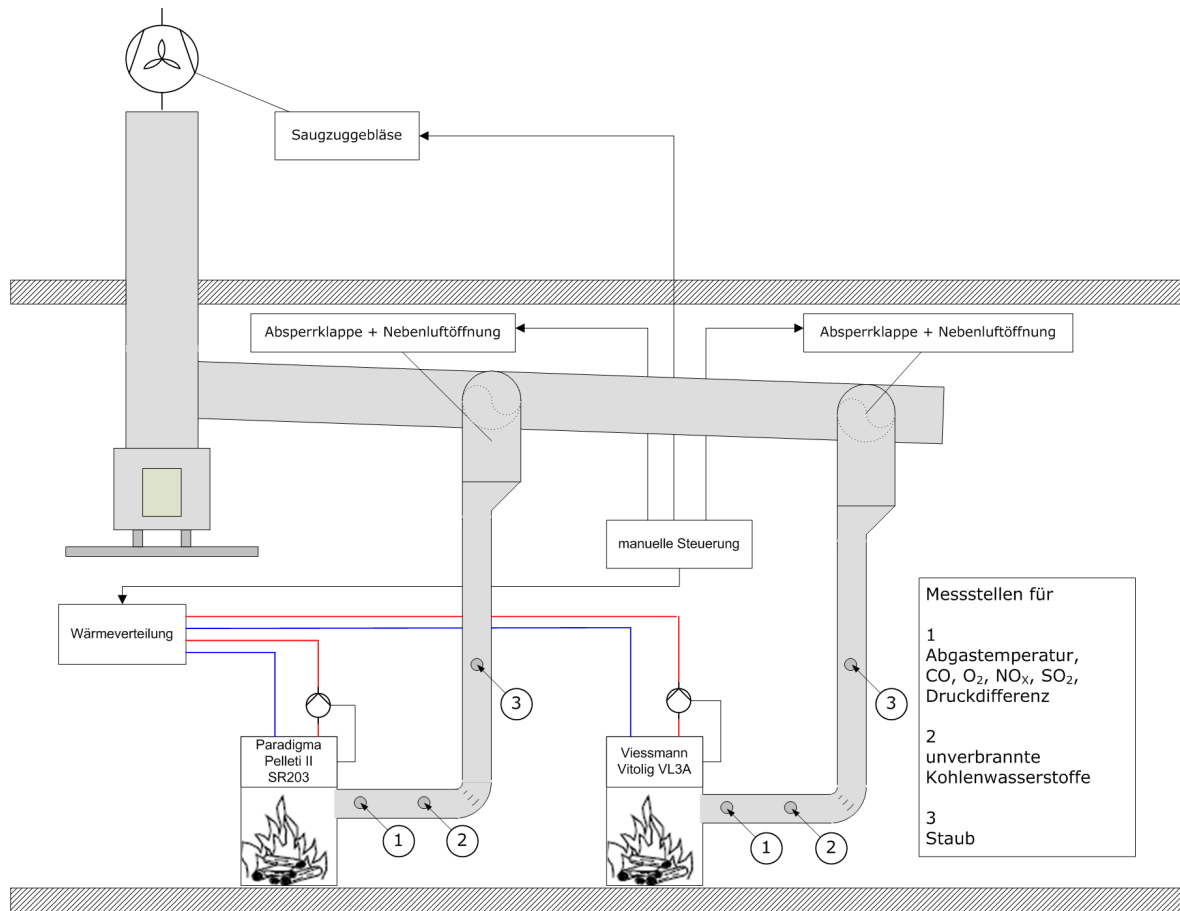 Saugzuggebläse
Absperrklappe + Nebenluftöffnung
Absperrklappe + Nebenluftöffnung
manuelle Steuerung
Wärmeverteilung
Paradigma
Pelleti II
SR203
Viessmann
Vitolig VL3A
3
3
1
2
1
2
Messstellen für
1
Abgastemperatur,
CO, O₂, NOₓ, SO₂,
Druckdifferenz
2
unverbrannte
Kohlenwasserstoffe
3
Staub